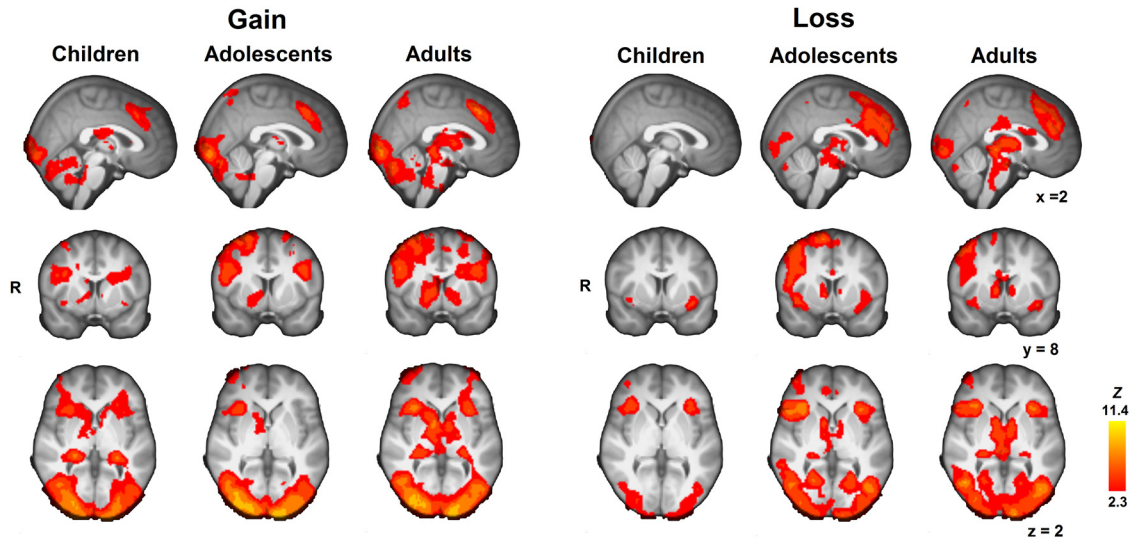 Gain
Loss
Children
Adolescents
Adults
Children
Adolescents
Adults
x =2
R
R
y = 8
Z
11.4
2.3
z = 2